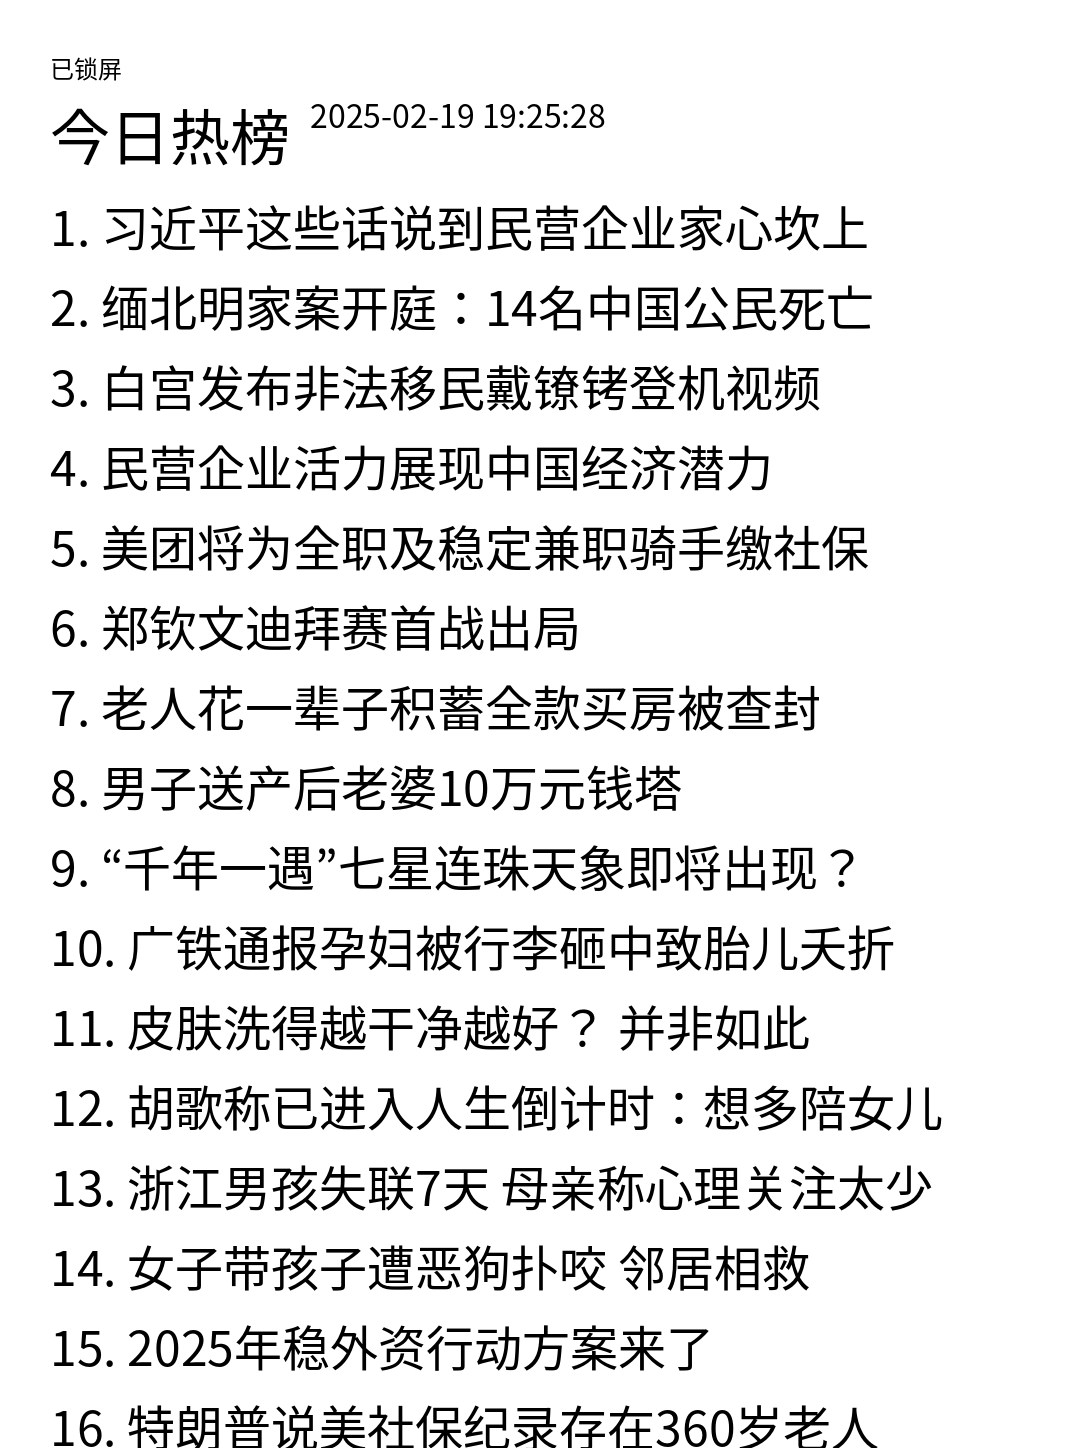 已锁屏
今日热榜 2025-02-19 19:25:28
1. 习近平这些话说到民营企业家心坎上
2. 缅北明家案开庭：14名中国公民死亡
3. 白宫发布非法移民戴镣铐登机视频
4. 民营企业活力展现中国经济潜力
5. 美团将为全职及稳定兼职骑手缴社保
6. 郑钦文迪拜赛首战出局
7. 老人花一辈子积蓄全款买房被查封
8. 男子送产后老婆10万元钱塔
9. “千年一遇”七星连珠天象即将出现？
10. 广铁通报孕妇被行李砸中致胎儿夭折
11. 皮肤洗得越干净越好？ 并非如此
12. 胡歌称已进入人生倒计时：想多陪女儿
13. 浙江男孩失联7天 母亲称心理关注太少
14. 女子带孩子遭恶狗扑咬 邻居相救
15. 2025年稳外资行动方案来了
16. 特朗普说美社保纪录存在360岁老人